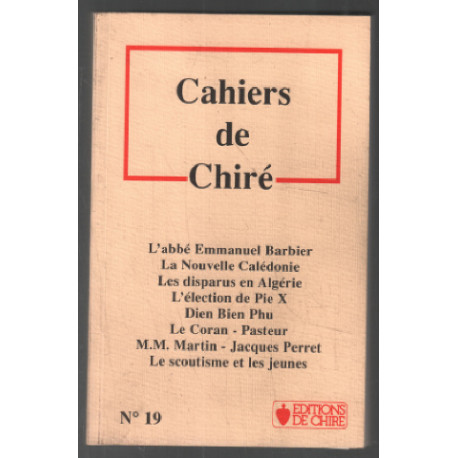 Cahiers
de
Chiré
L'abbé Emmanuel Barbier
La Nouvelle Calédonie
Les disparus en Algérie
L'élection de Pie X
Dien Bien Phu
Le Coran - Pasteur
M.M. Martin - Jacques Perret
Le scoutisme et les jeunes
N° 19
EDITIONS
DE CHIRE